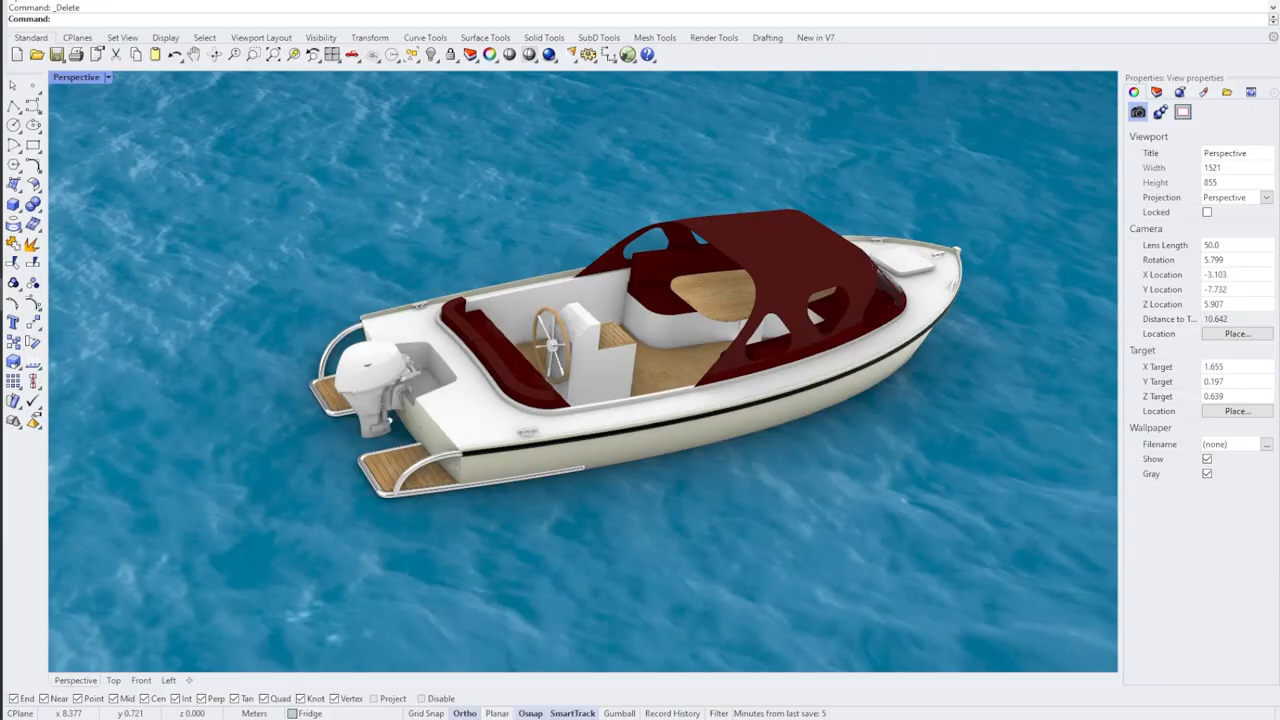 Command: _Delete
Command:
Standard CPlanes Set View Display Select Viewport Layout Visibility Transform Curve Tools Surface Tools Solid Tools SubD Tools Mesh Tools Render Tools Drafting New in V7
Perspective
Properties: View properties
Viewport
Title Perspective
Width 1521
Height 855
Projection Perspective
Locked
Camera
Lens Length 50.0
Rotation 5.799
X Location -3.103
Y Location -7.732
Z Location 5.907
Distance to T... 10.642
Location Place...
Target
X Target 1.655
Y Target 0.197
Z Target 0.639
Location Place...
Wallpaper
Filename (none) ...
Show
Gray
Perspective Top Front Left
End Near Point Mid Cen Int Perp Tan Quad Knot Vertex Project Disable
CPlane x 8.377 y 0.721 z 0.000 Meters Fridge Grid Snap Ortho Planar Osnap SmartTrack Gumball Record History Filter Minutes from last save: 5